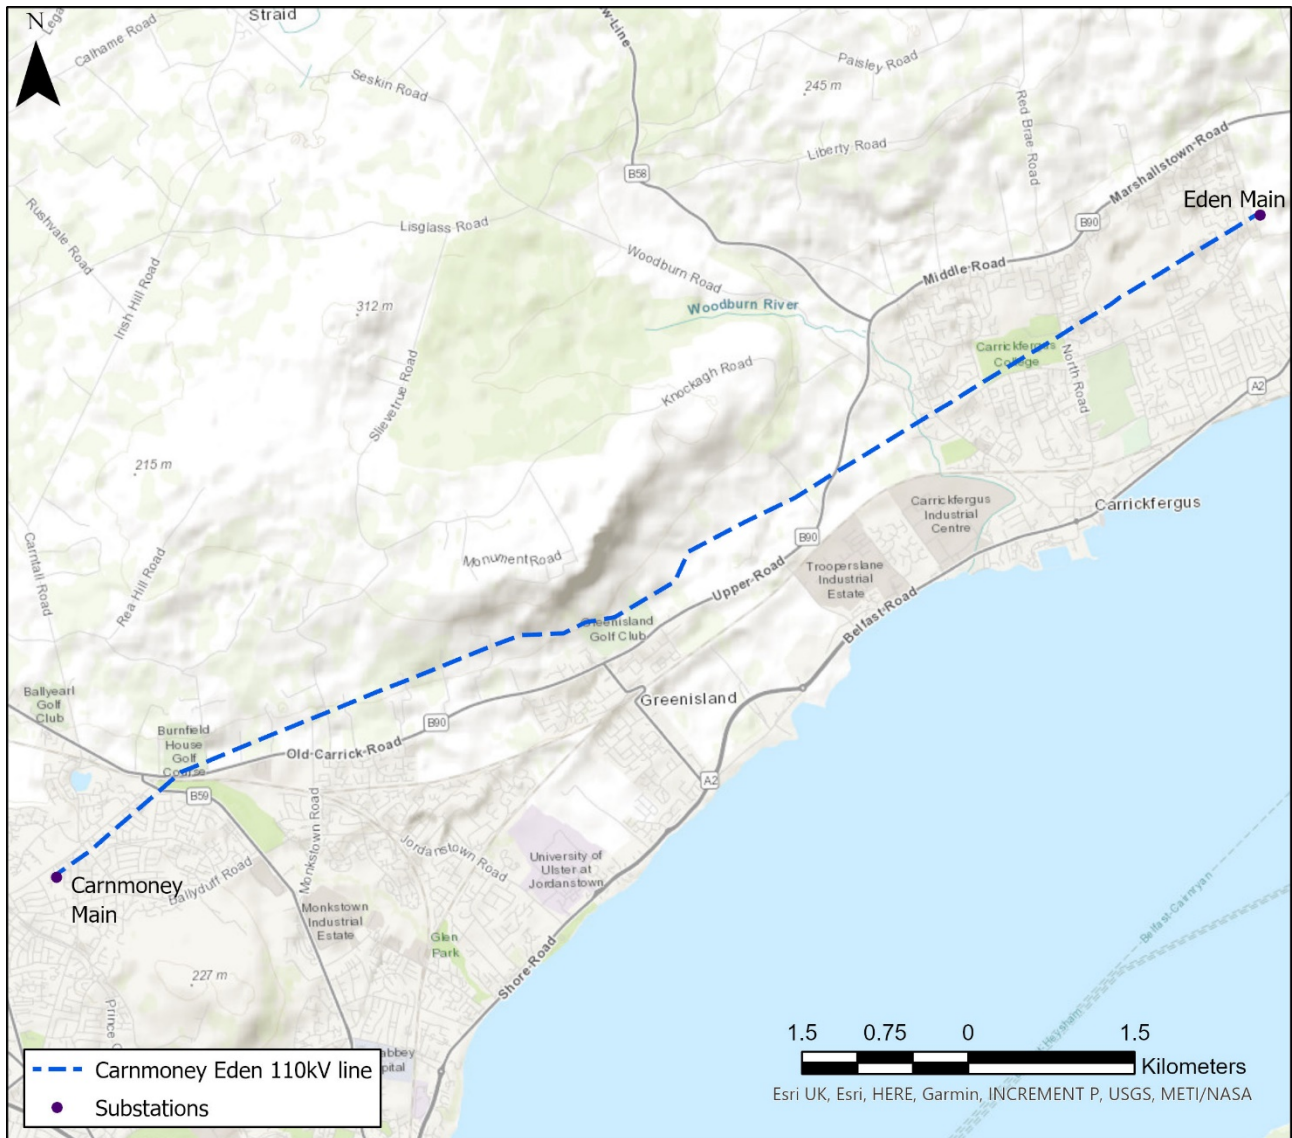 N
Straid
Calhame Road
Seskin Road
Paisley Road
245 m
Red Brae Road
Liberty Road
B58
Marshallstown Road
Eden Main
B90
Rushvale Road
Lisglass Road
Woodburn Road
Middle Road
Irish Hill Road
312 m
Woodburn River
Carrickfergus
College
North Road
Knockagh Road
Slievetrue Road
A2
215 m
Carrickfergus
Industrial
Centre
Carrickfergus
Carntall Road
Rea Hill Road
Monument Road
B90
Upper Road
Trooperslane
Industrial
Estate
Belfast Road
Greenisland
Golf Club
Greenisland
Ballyearl
Golf
Club
Burnfield
House
Golf
Course
B90
Old Carrick Road
A2
B59
Monkstown Road
Jordanstown Road
University of
Ulster at
Jordanstown
Carnmoney
Main
Ballyduff Road
Monkstown
Industrial
Estate
Glen
Park
Shore Road
Belfast-Cairnryan
227 m
1.5 0.75 0 1.5
Kilometers
Carnmoney Eden 110kV line
Substations
Esri UK, Esri, HERE, Garmin, INCREMENT P, USGS, METI/NASA